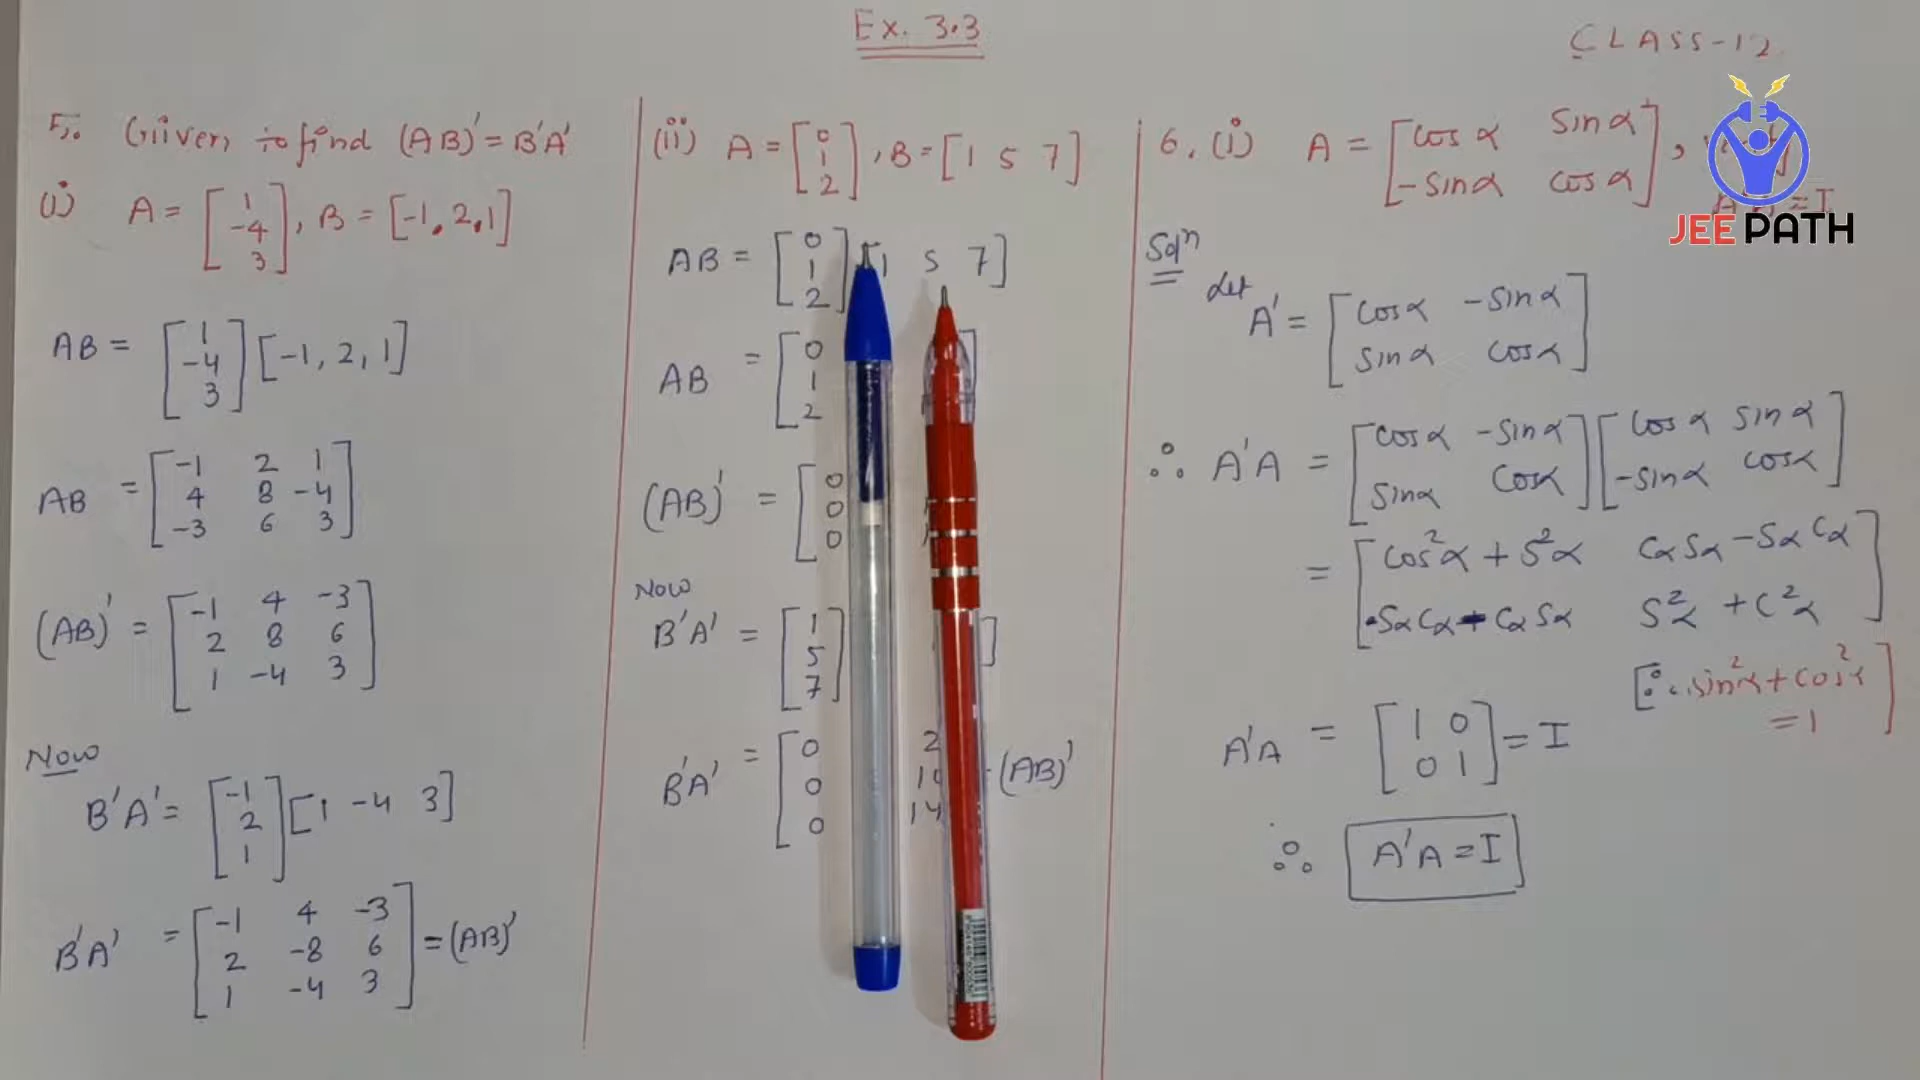 Ex. 3.3
CLASS-12
JEE PATH
5. Given to find (AB)' = B'A'
(i) A = [1 -4 3], B = [-1, 2, 1]
AB = [1 -4 3] [-1, 2, 1]
AB = [-1 2 1
4 8 -4
-3 6 3]
(AB)' = [-1 4 -3
2 8 6
1 -4 3]
Now
B'A' = [-1 2 1] [1 -4 3]
B'A' = [-1 4 -3
2 -8 6
1 -4 3] = (AB)'
(ii) A = [0 1 2], B = [1 5 7]
AB = [0 1 2] [1 5 7]
AB = [0
1
2
(AB)' = [0
0
0
Now
B'A' = [1
5
7] ]
B'A' = [0 2
0 10
0 14 (AB)'
6. (i) A = [cos α sin α
-sin α cos α], A'A = I
Solⁿ
Let A' = [cos α -sin α
sin α cos α]
∴ A'A = [cos α -sin α
sin α cos α] [cos α sin α
-sin α cos α]
= [cos²α + S²α Cα Sα - Sα Cα
Sα Cα - Cα Sα S²α + C²α]
[∵ sin²α + cos²α
= 1]
A'A = [1 0
0 1] = I
∴ A'A = I